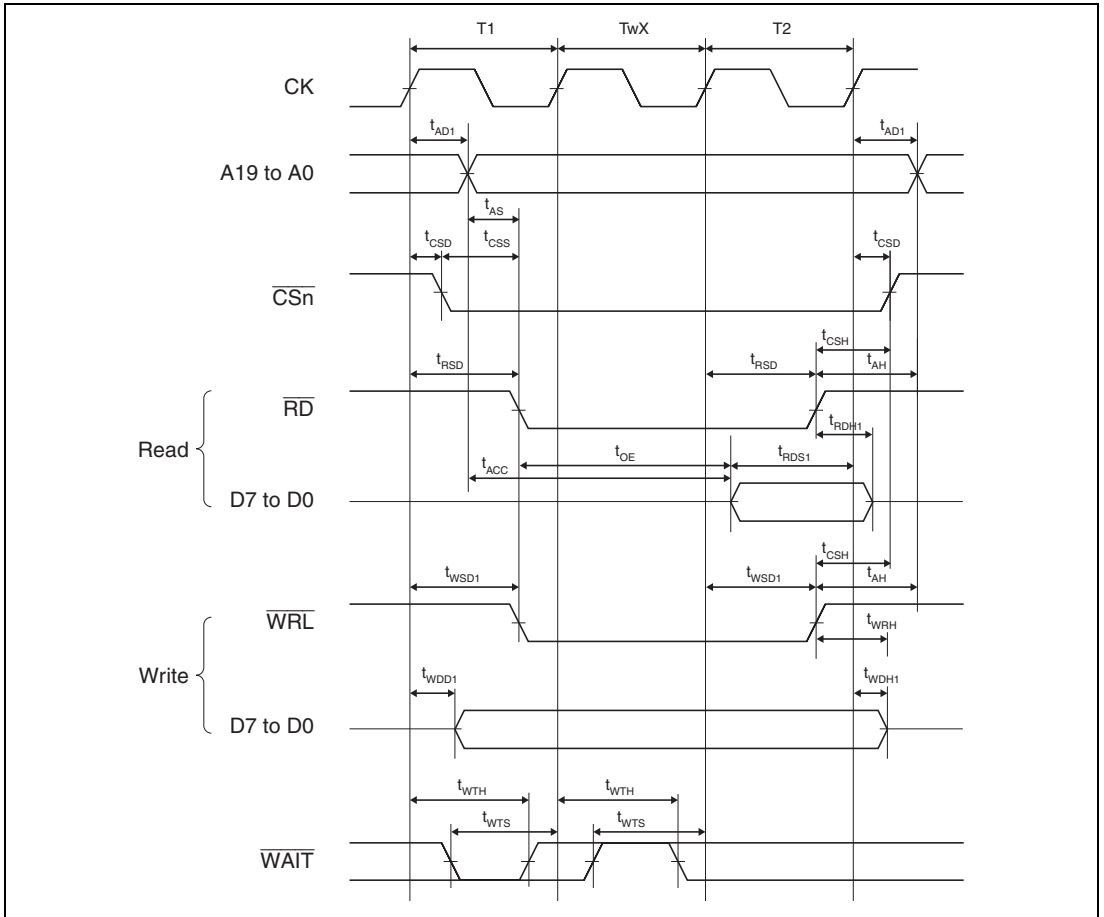 T1 TwX T2
CK
tAD1 tAD1
A19 to A0
tAS
tCSD tCSS tCSD
CSn
tCSH
tRSD tRSD tAH
RD
tRDH1
Read
tOE tRDS1
tACC
D7 to D0
tCSH
tWSD1 tWSD1 tAH
WRL
tWRH
Write
tWDD1 tWDH1
D7 to D0
tWTH tWTH
tWTS tWTS
WAIT